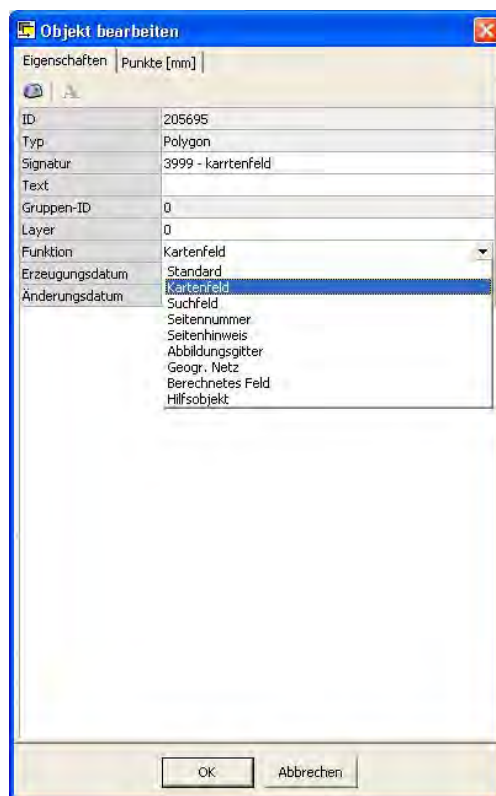 Objekt bearbeiten
Eigenschaften Punkte [mm]
A
ID 205695
Typ Polygon
Signatur 3999 - karrtenfeld
Text
Gruppen-ID 0
Layer 0
Funktion Kartenfeld
Erzeugungsdatum Standard
Kartenfeld
Änderungsdatum Suchfeld
Seitennummer
Seitenhinweis
Abbildungsgitter
Geogr. Netz
Berechnetes Feld
Hilfsobjekt
OK Abbrechen